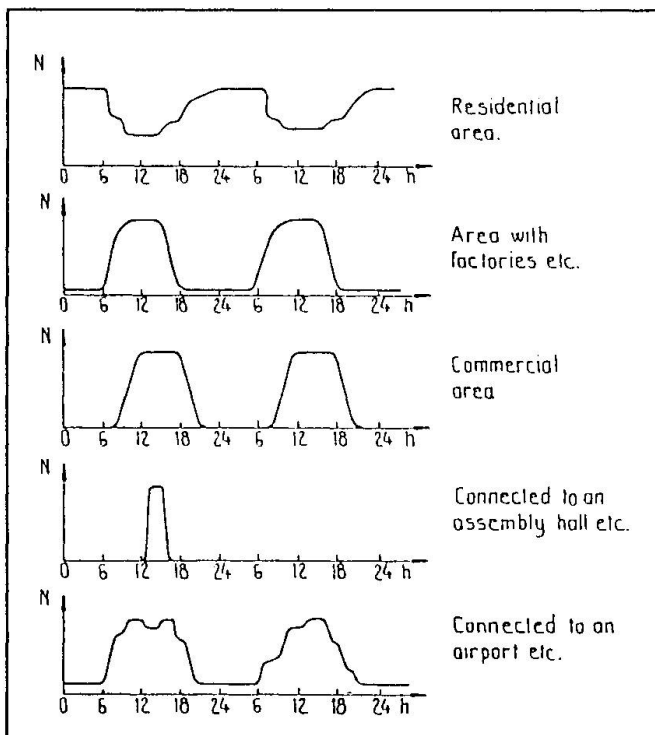 N
0 6 12 18 24 6 12 18 24 h
Residential
area.
N
0 6 12 18 24 6 12 18 24 h
Area with
factories etc.
N
0 6 12 18 24 6 12 18 24 h
Commercial
area
N
0 6 12 18 24 6 12 18 24 h
Connected to an
assembly hall etc.
N
0 6 12 18 24 6 12 18 24 h
Connected to an
airport etc.